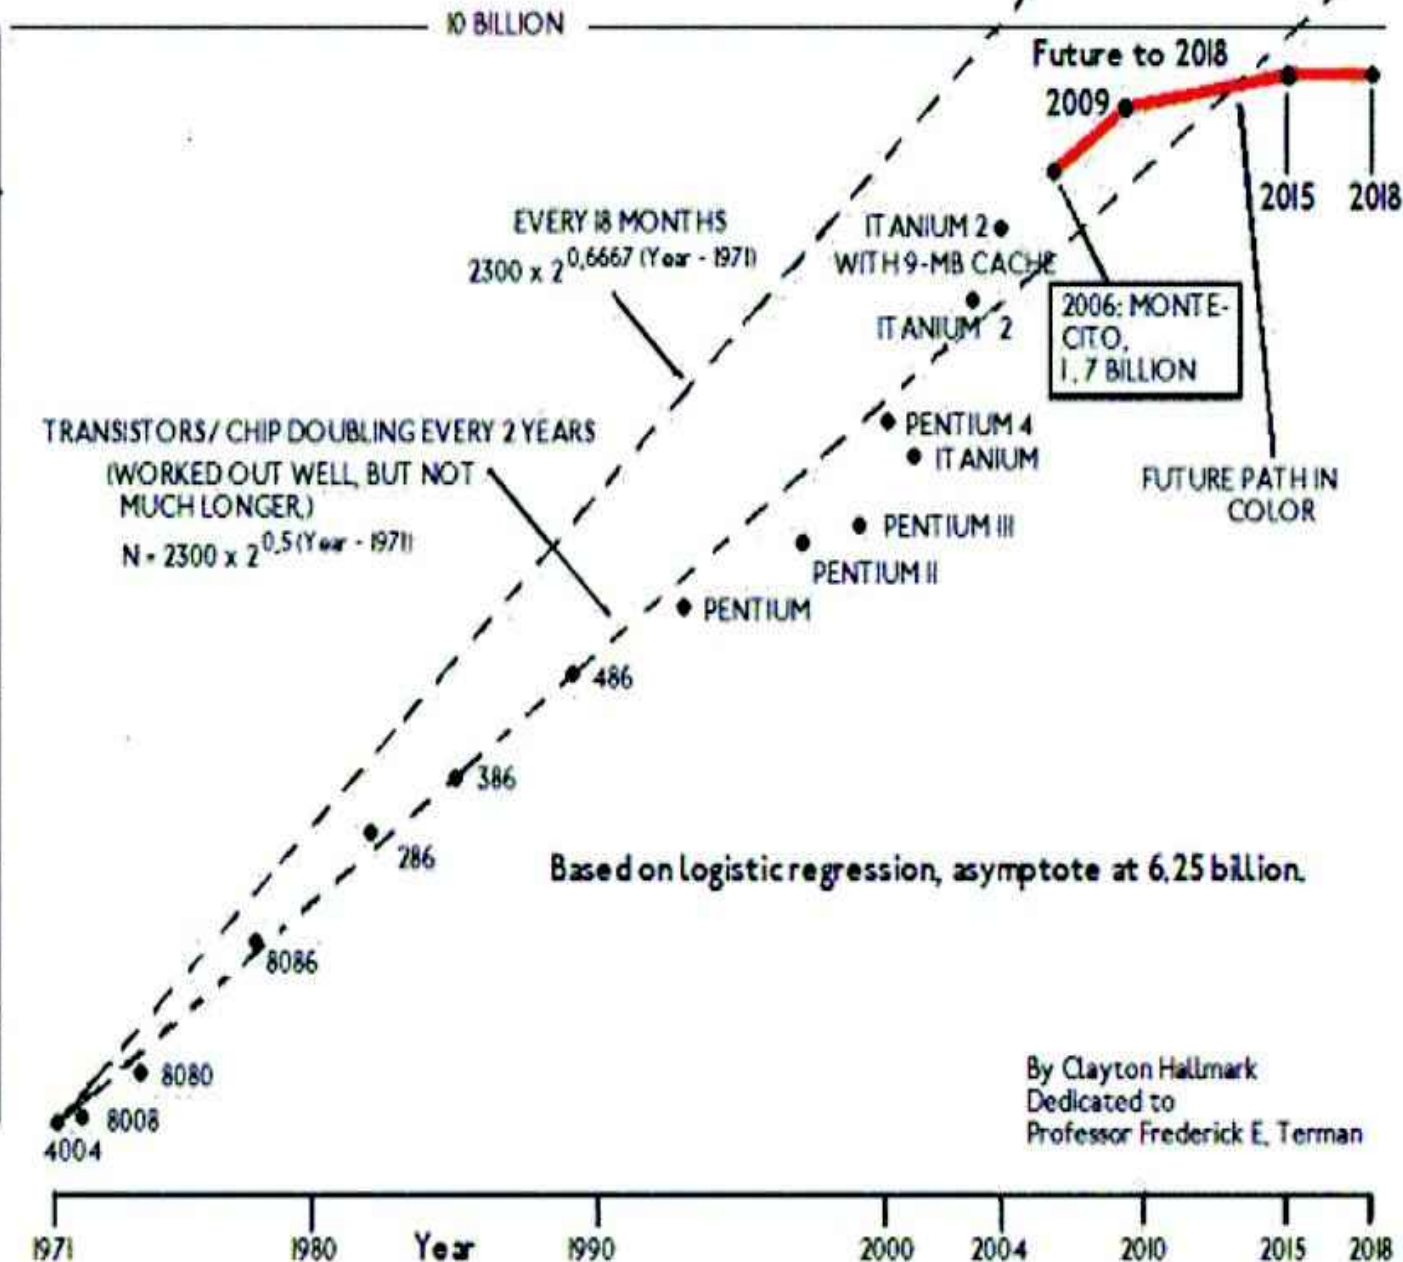 10 BILLION
Future to 2018
2009
2015
2018
EVERY 18 MONTHS
2300 x 2^0,6667 (Year - 1971)
ITANIUM 2
WITH 9-MB CACHE
ITANIUM 2
2006: MONTE-
CITO,
1,7 BILLION
TRANSISTORS/ CHIP DOUBLING EVERY 2 YEARS
(WORKED OUT WELL, BUT NOT
MUCH LONGER,)
N = 2300 x 2^0,5 (Year - 1971)
PENTIUM 4
ITANIUM
FUTURE PATH IN
COLOR
PENTIUM III
PENTIUM II
PENTIUM
486
386
286
Based on logistic regression, asymptote at 6,25 billion.
8086
8080
8008
4004
By Clayton Hallmark
Dedicated to
Professor Frederick E, Terman
1971
1980
Year
1990
2000
2004
2010
2015
2018